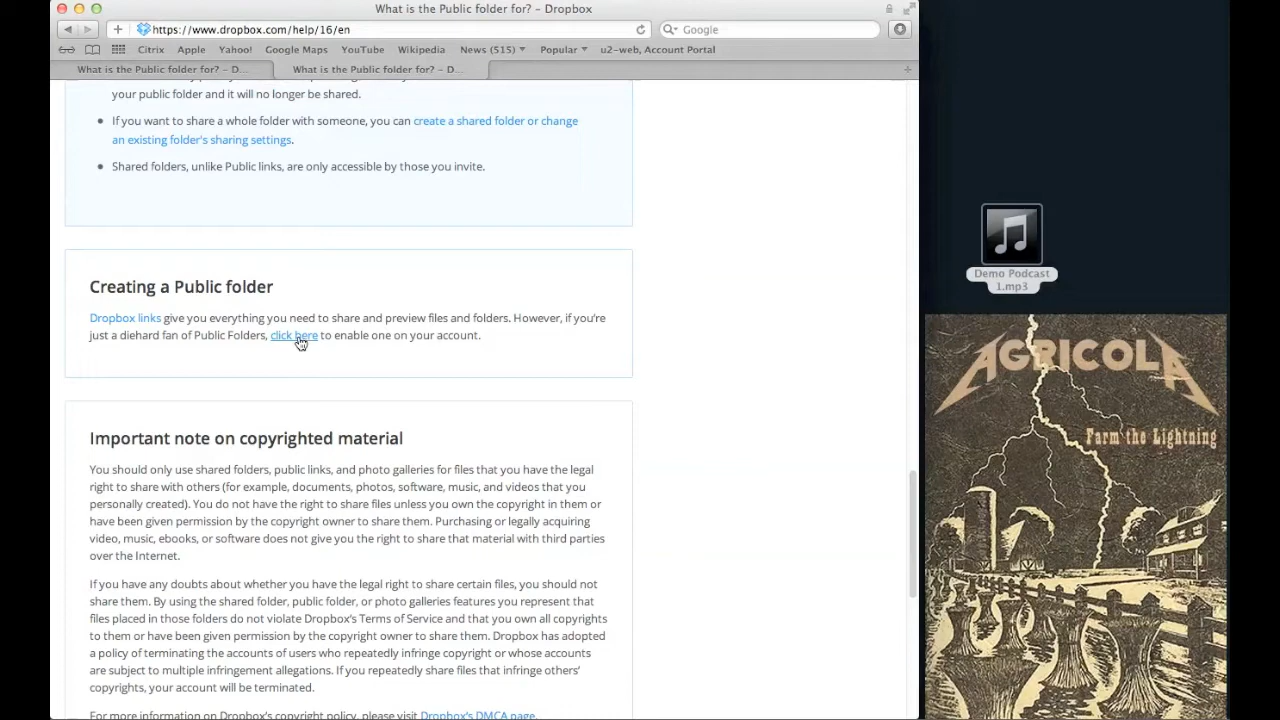 What is the Public folder for? – Dropbox
https://www.dropbox.com/help/16/en
Google
Citrix Apple Yahoo! Google Maps YouTube Wikipedia News (515) Popular u2-web, Account Portal
What is the Public folder for? – D...
What is the Public folder for? – D...
your public folder and it will no longer be shared.
If you want to share a whole folder with someone, you can create a shared folder or change
an existing folder's sharing settings.
Shared folders, unlike Public links, are only accessible by those you invite.
Creating a Public folder
Dropbox links give you everything you need to share and preview files and folders. However, if you’re
just a diehard fan of Public Folders, click here to enable one on your account.
Important note on copyrighted material
You should only use shared folders, public links, and photo galleries for files that you have the legal
right to share with others (for example, documents, photos, software, music, and videos that you
personally created). You do not have the right to share files unless you own the copyright in them or
have been given permission by the copyright owner to share them. Purchasing or legally acquiring
video, music, ebooks, or software does not give you the right to share that material with third parties
over the Internet.
If you have any doubts about whether you have the legal right to share certain files, you should not
share them. By using the shared folder, public folder, or photo galleries features you represent that
files placed in those folders do not violate Dropbox’s Terms of Service and that you own all copyrights
to them or have been given permission by the copyright owner to share them. Dropbox has adopted
a policy of terminating the accounts of users who repeatedly infringe copyright or whose accounts
are subject to multiple infringement allegations. If you repeatedly share files that infringe others’
copyrights, your account will be terminated.
For more information on Dropbox’s copyright policy, please visit Dropbox’s DMCA page.
Demo Podcast
1.mp3
AGRICOLA
Farm the Lightning